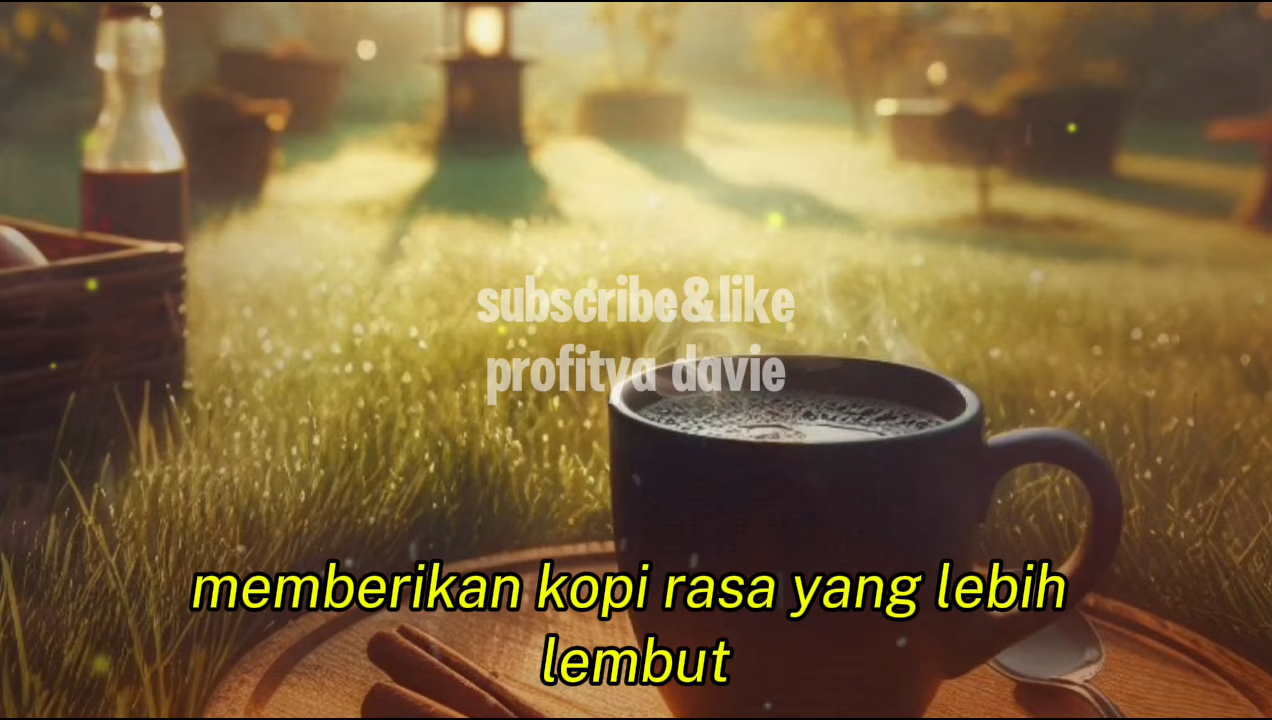 subscribe&like
profitya davie
memberikan kopi rasa yang lebih
lembut